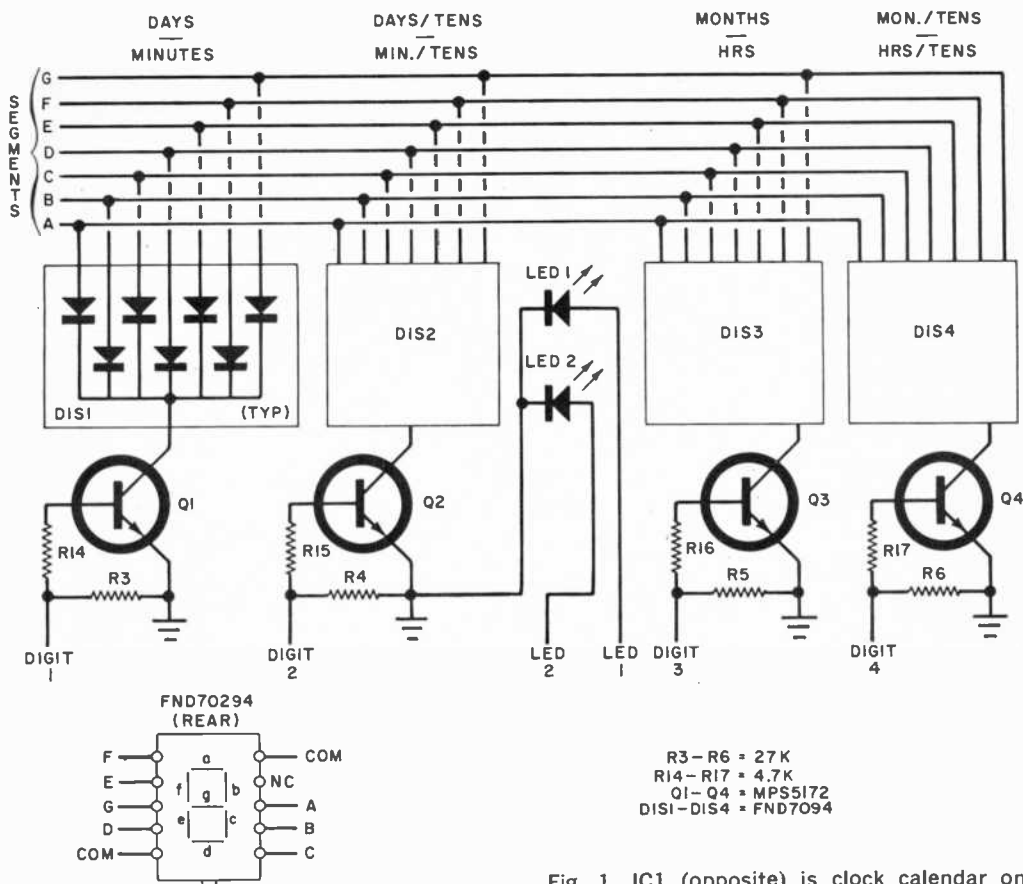 DAYS
MINUTES
DAYS/TENS
MIN./TENS
MONTHS
HRS
MON./TENS
HRS/TENS
SEGMENTS
G
F
E
D
C
B
A
DIS1
(TYP)
DIS2
LED 1
LED 2
DIS3
DIS4
Q1
Q2
Q3
Q4
R14
R3
R15
R4
R16
R5
R17
R6
DIGIT
1
DIGIT
2
LED
2
LED
1
DIGIT
3
DIGIT
4
FND70294
(REAR)
F
E
G
D
COM
a
f
b
g
e
c
d
COM
NC
A
B
C
R3-R6 = 27K
R14-R17 = 4.7K
Q1-Q4 = MPS5172
DIS1-DIS4 = FND7094
Fig. 1. IC1 (opposite) is clock calendar on